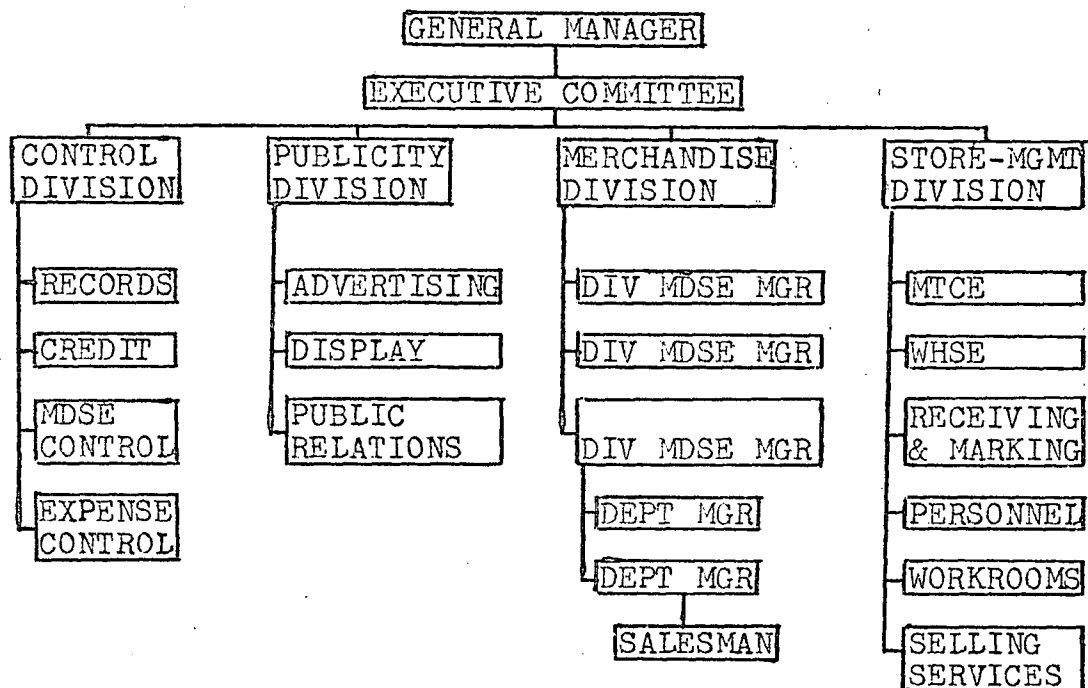 GENERAL MANAGER
EXECUTIVE COMMITTEE
CONTROL
DIVISION
RECORDS
CREDIT
MDSE
CONTROL
EXPENSE
CONTROL
PUBLICITY
DIVISION
ADVERTISING
DISPLAY
PUBLIC
RELATIONS
MERCHANDISE
DIVISION
DIV MDSE MGR
DIV MDSE MGR
DIV MDSE MGR
DEPT MGR
DEPT MGR
SALESMAN
STORE-MGMT
DIVISION
MTCE
WHSE
RECEIVING
& MARKING
PERSONNEL
WORKROOMS
SELLING
SERVICES